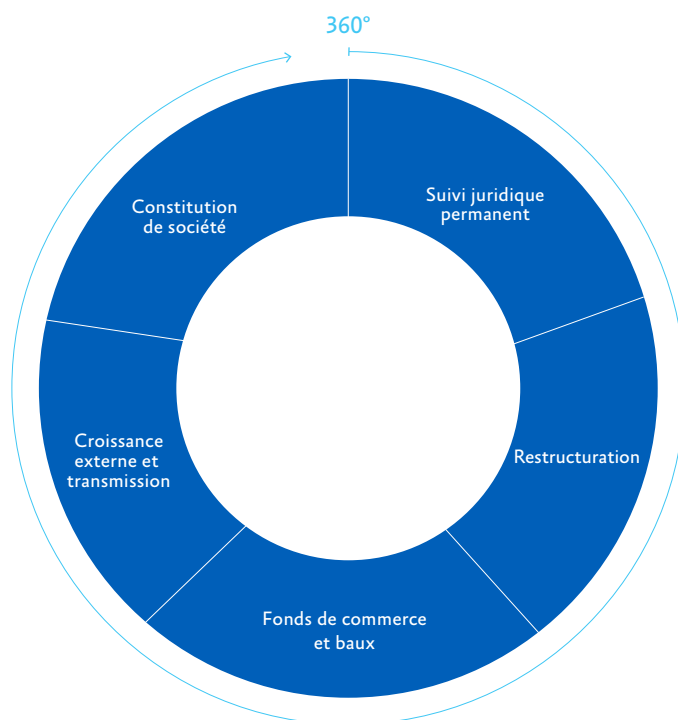 360°
Suivi juridique
permanent
Restructuration
Fonds de commerce
et baux
Croissance
externe et
transmission
Constitution
de société